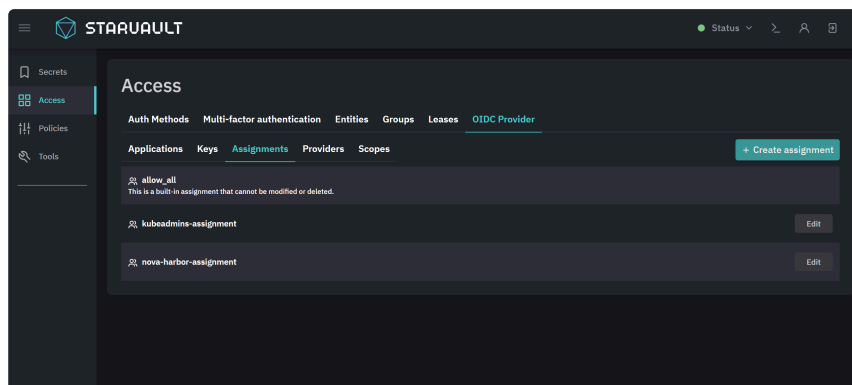 STARVAULT
Status
Secrets
Access
Policies
Tools
Access
Auth Methods Multi-factor authentication Entities Groups Leases OIDC Provider
Applications Keys Assignments Providers Scopes
+ Create assignment
allow_all
This is a built-in assignment that cannot be modified or deleted.
kubeadmins-assignment
Edit
nova-harbor-assignment
Edit